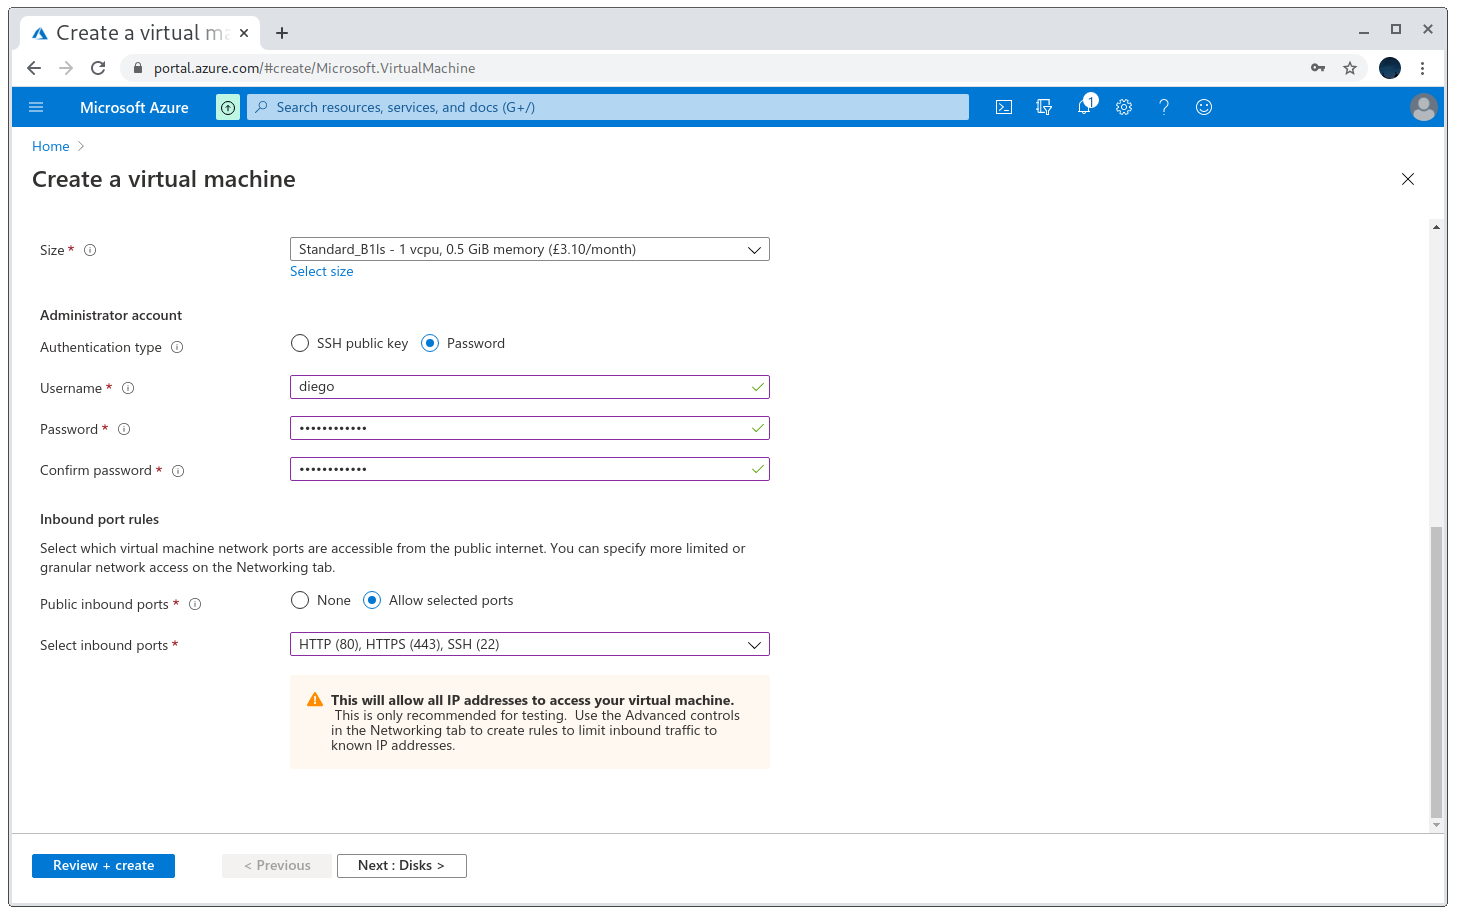 Create a virtual ma
portal.azure.com/#create/Microsoft.VirtualMachine
Microsoft Azure
Search resources, services, and docs (G+/)
1
Home
Create a virtual machine
Size *
Standard_B1ls - 1 vcpu, 0.5 GiB memory (£3.10/month)
Select size
Administrator account
Authentication type
SSH public key
Password
Username *
diego
Password *
••••••••••••
Confirm password *
••••••••••••
Inbound port rules
Select which virtual machine network ports are accessible from the public internet. You can specify more limited or
granular network access on the Networking tab.
Public inbound ports *
None
Allow selected ports
Select inbound ports *
HTTP (80), HTTPS (443), SSH (22)
This will allow all IP addresses to access your virtual machine.
This is only recommended for testing.  Use the Advanced controls
in the Networking tab to create rules to limit inbound traffic to
known IP addresses.
Review + create
< Previous
Next : Disks >